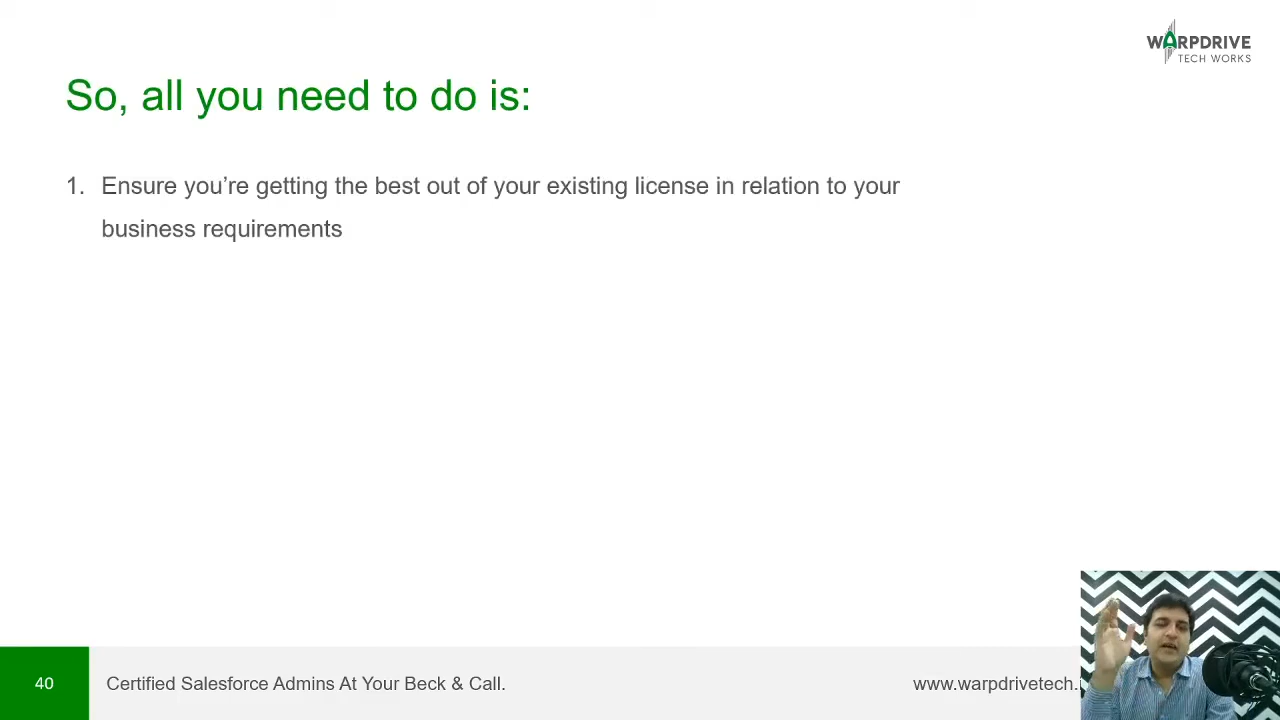 WARPDRIVE
TECH WORKS
So, all you need to do is:
1. Ensure you’re getting the best out of your existing license in relation to your
business requirements
40
Certified Salesforce Admins At Your Beck & Call.
www.warpdrivetech.